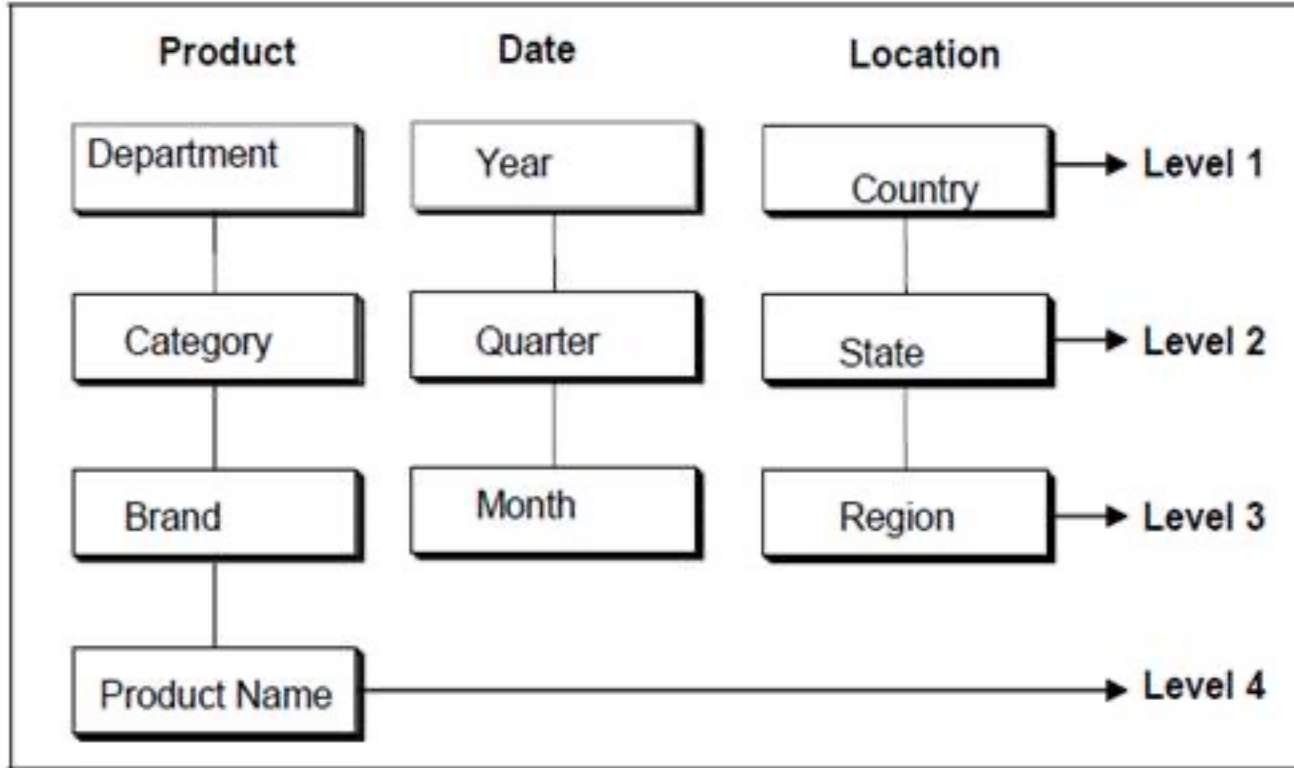 Product Date Location
Department Year Country Level 1
Category Quarter State Level 2
Brand Month Region Level 3
Product Name Level 4